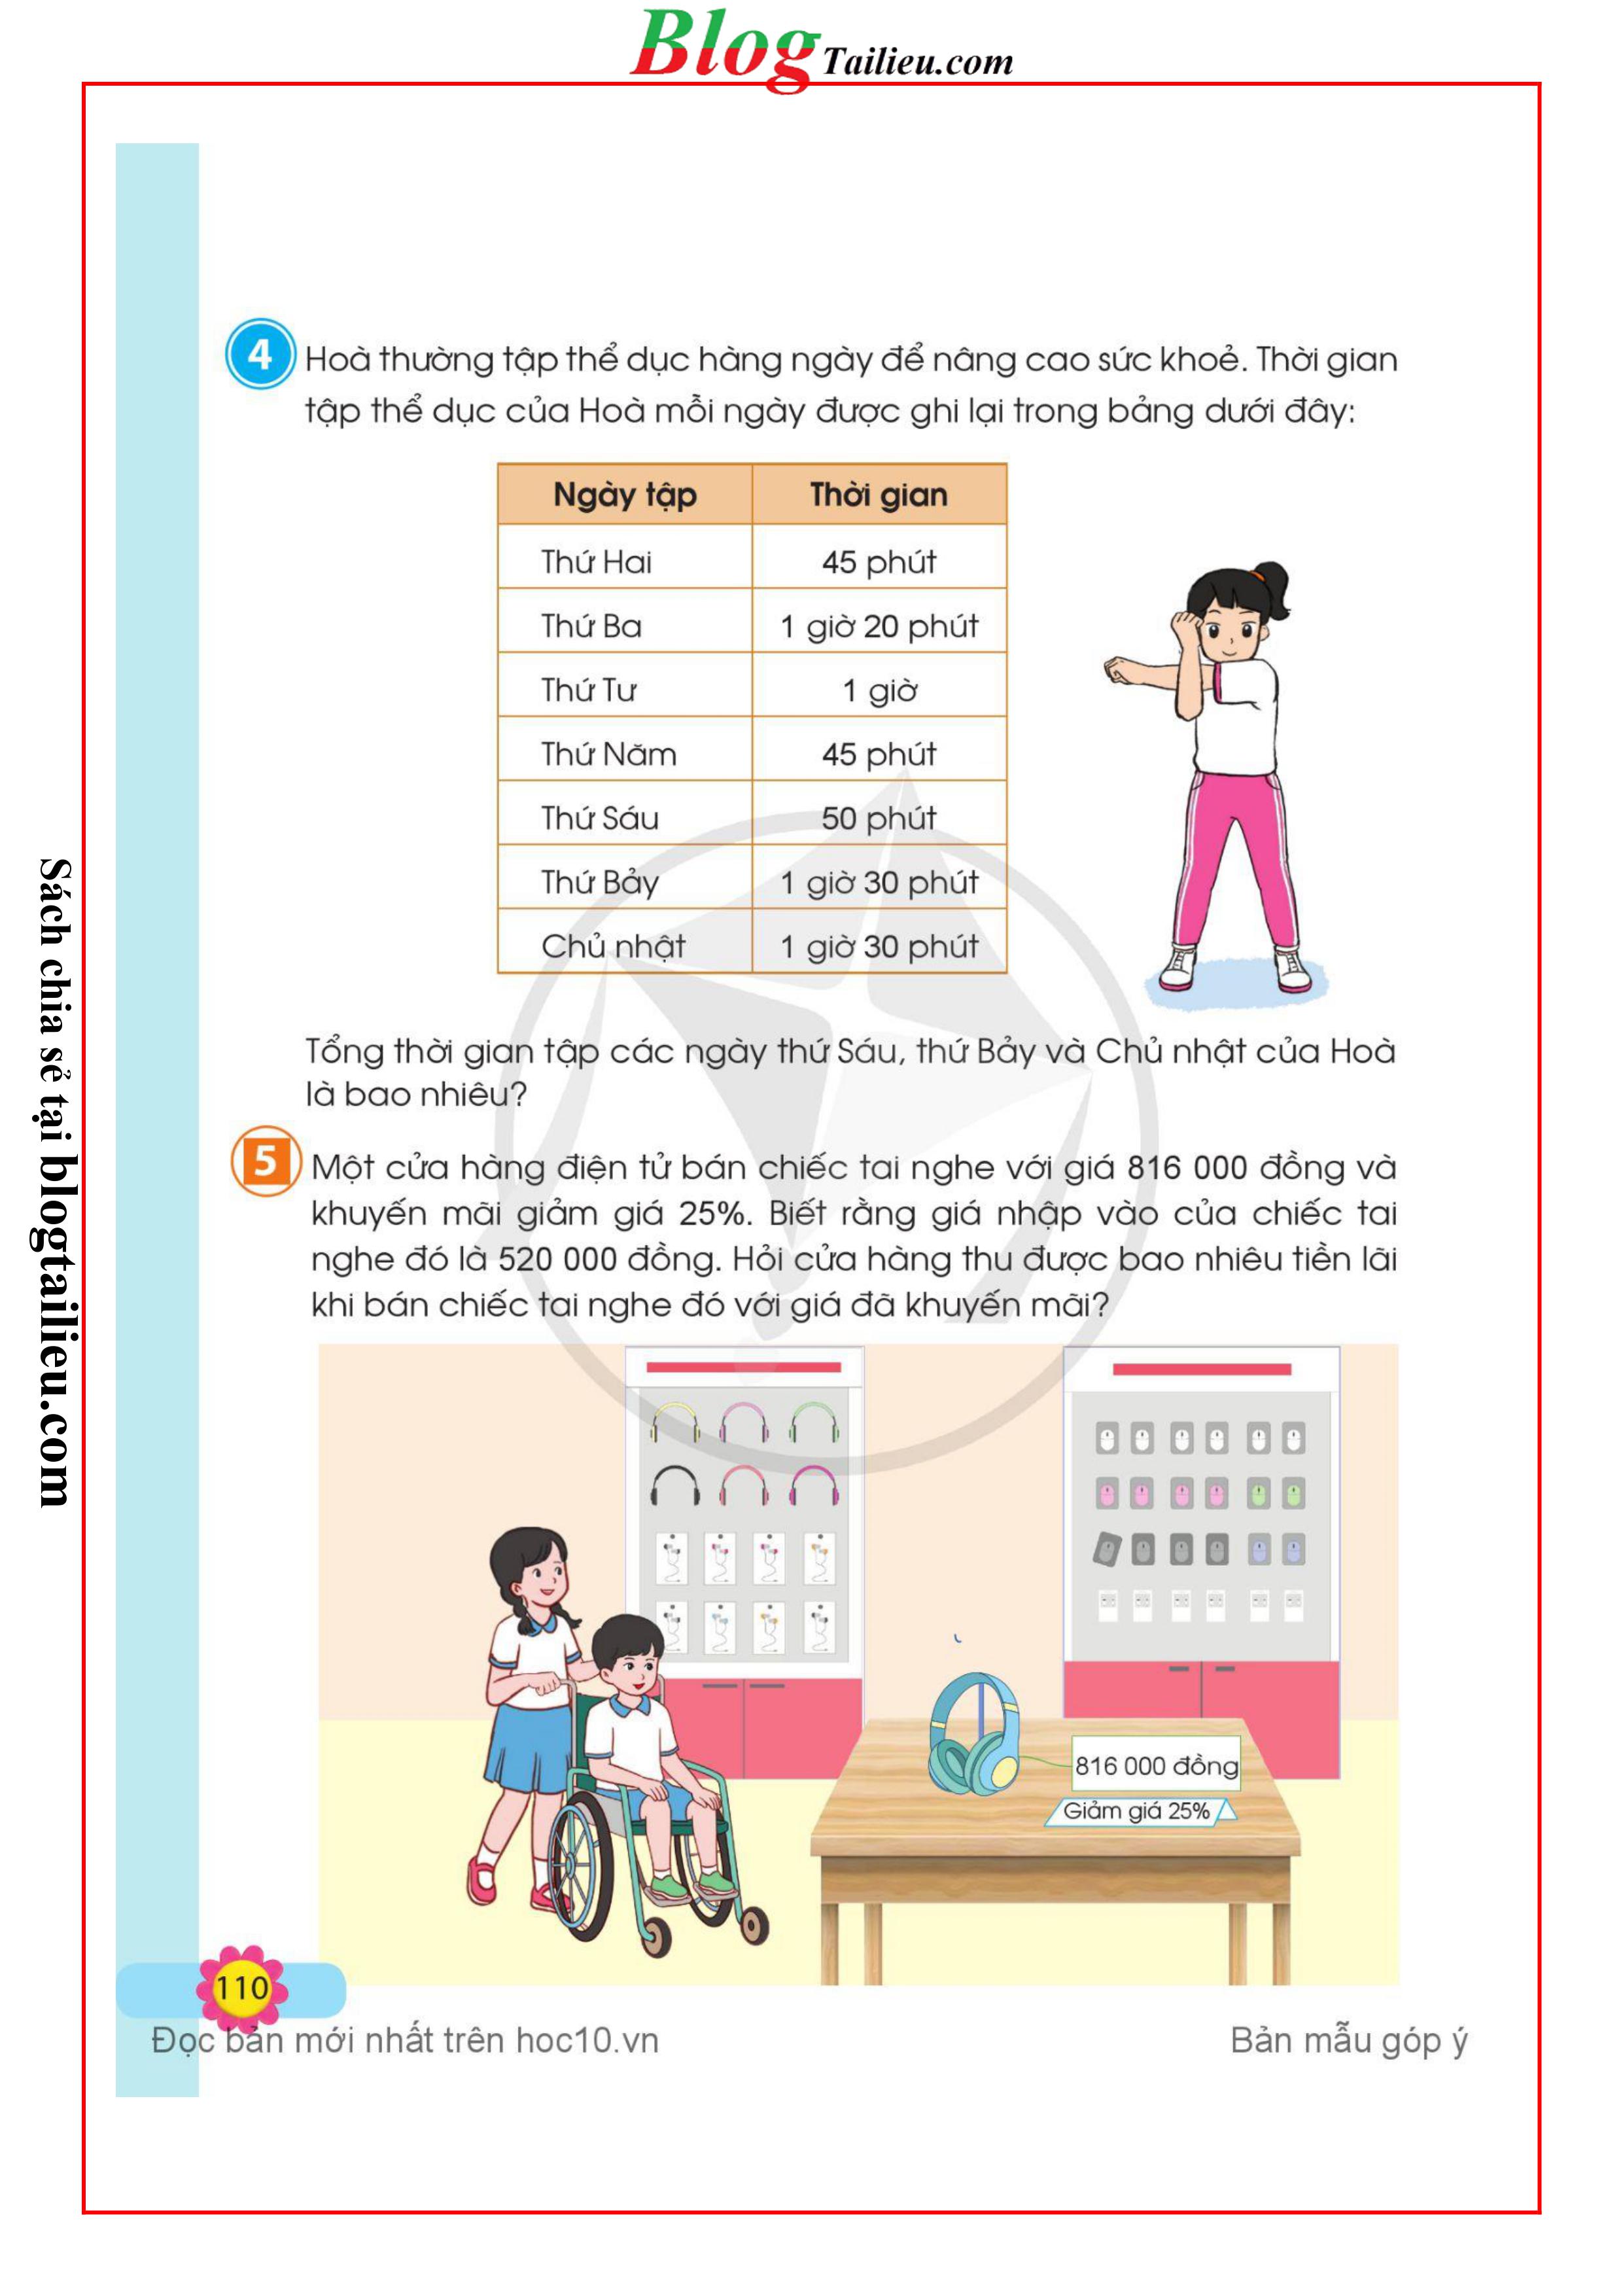 Blog Tailieu.com
4 Hoà thường tập thể dục hàng ngày để nâng cao sức khoẻ. Thời gian
tập thể dục của Hoà mỗi ngày được ghi lại trong bảng dưới đây:
Ngày tập Thời gian
Thứ Hai 45 phút
Thứ Ba 1 giờ 20 phút
Thứ Tư 1 giờ
Thứ Năm 45 phút
Thứ Sáu 50 phút
Thứ Bảy 1 giờ 30 phút
Chủ nhật 1 giờ 30 phút
Tổng thời gian tập các ngày thứ Sáu, thứ Bảy và Chủ nhật của Hoà
là bao nhiêu?
5 Một cửa hàng điện tử bán chiếc tai nghe với giá 816 000 đồng và
khuyến mãi giảm giá 25%. Biết rằng giá nhập vào của chiếc tai
nghe đó là 520 000 đồng. Hỏi cửa hàng thu được bao nhiêu tiền lãi
khi bán chiếc tai nghe đó với giá đã khuyến mãi?
816 000 đồng
Giảm giá 25%
110
Đọc bản mới nhất trên hoc10.vn Bản mẫu góp ý
Sách chia sẻ tại blogtailieu.com